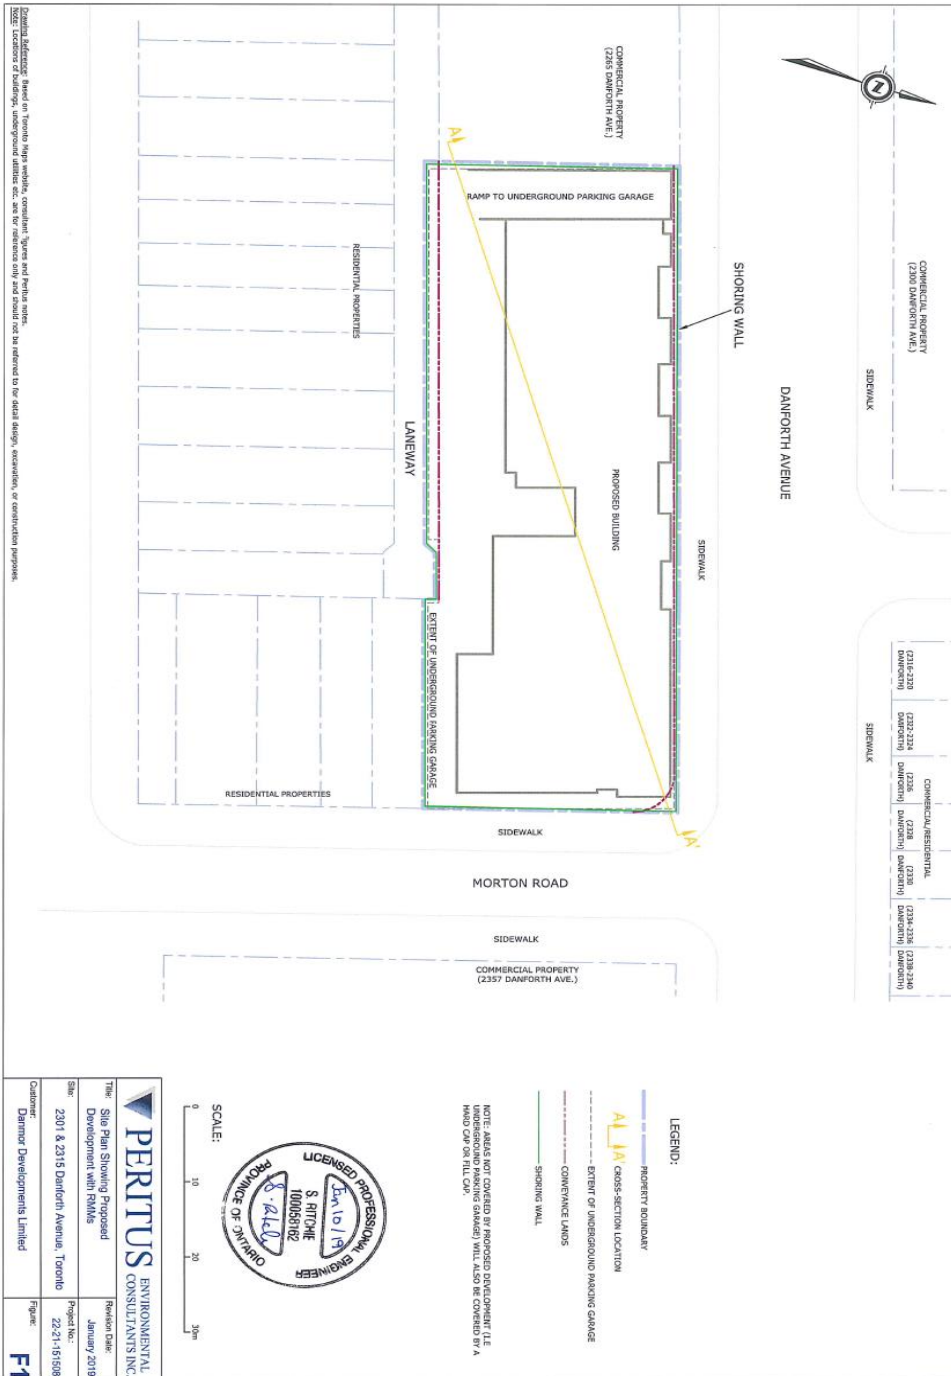 COMMERCIAL PROPERTY
(2300 DANFORTH AVE.)
SIDEWALK
SIDEWALK
(2316-2320
DANFORTH)
(2322-2324
DANFORTH)
COMMERCIAL/RESIDENTIAL
(2326
DANFORTH)
(2328
DANFORTH)
(2330
DANFORTH)
(2334-2336
DANFORTH)
(2338-2340
DANFORTH)
N
DANFORTH AVENUE
SHORING WALL
SIDEWALK
COMMERCIAL PROPERTY
(2265 DANFORTH AVE.)
A
RAMP TO UNDERGROUND PARKING GARAGE
PROPOSED BUILDING
A'
EXTENT OF UNDERGROUND PARKING GARAGE
LANEWAY
RESIDENTIAL PROPERTIES
RESIDENTIAL PROPERTIES
SIDEWALK
MORTON ROAD
SIDEWALK
COMMERCIAL PROPERTY
(2357 DANFORTH AVE.)
Drawing Reference: Based on Toronto Maps website, consultant figures and Peritus notes.
Note: Locations of buildings, underground utilities etc. are for reference only and should not be referred to for detail design, excavation, or construction purposes.
LEGEND:
PROPERTY BOUNDARY
A A' CROSS-SECTION LOCATION
EXTENT OF UNDERGROUND PARKING GARAGE
CONVEYANCE LANDS
SHORING WALL
NOTE: AREAS NOT COVERED BY PROPOSED DEVELOPMENT (I.E
UNDERGROUND PARKING GARAGE) WILL ALSO BE COVERED BY A
HARD CAP OR FILL CAP.
LICENSED PROFESSIONAL ENGINEER
Jan 10/19
S. RITCHIE
100058162
PROVINCE OF ONTARIO
SCALE:
0 10 20 30m
PERITUS ENVIRONMENTAL
CONSULTANTS INC.
Title:
Site Plan Showing Proposed
Development with RMMs
Revision Date:
January 2019
Site:
2301 & 2315 Danforth Avenue, Toronto
Project No.:
22-21-151508
Customer:
Danmor Developments Limited
Figure:
F1